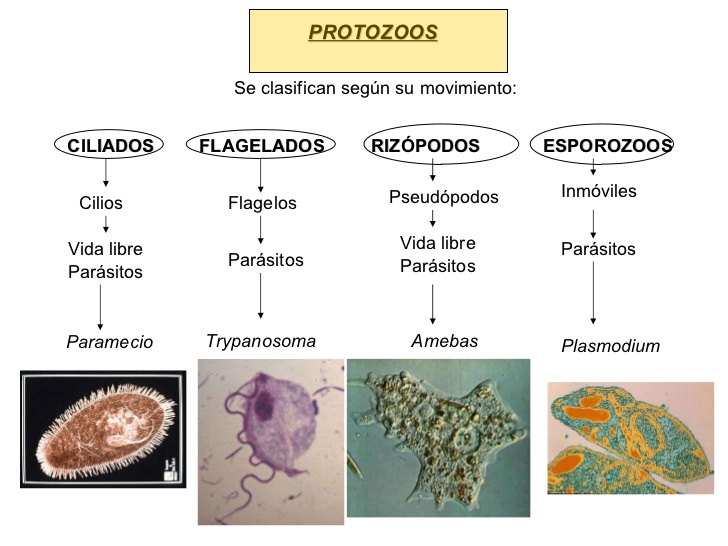 PROTOZOOS
Se clasifican según su movimiento:
CILIADOS
Cilios
Vida libre
Parásitos
Paramecio
FLAGELADOS
Flagelos
Parásitos
Trypanosoma
RIZÓPODOS
Pseudópodos
Vida libre
Parásitos
Amebas
ESPOROZOOS
Inmóviles
Parásitos
Plasmodium